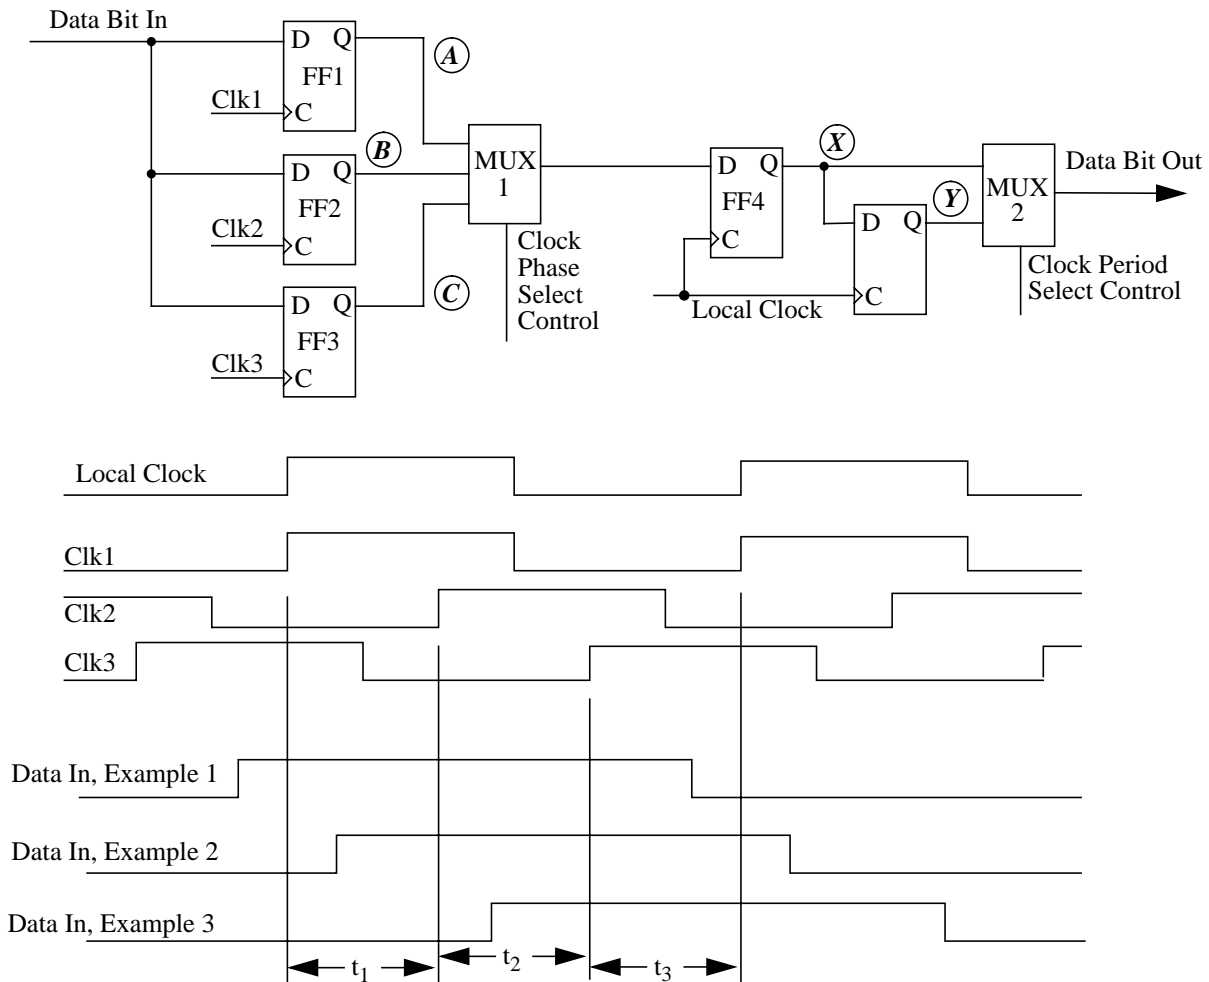 Data Bit In
D Q
FF1
Clk1
C
A
D Q
FF2
Clk2
C
B
D Q
FF3
Clk3
C
C
MUX
1
Clock
Phase
Select
Control
D Q
FF4
C
X
Local Clock
D Q
C
Y
MUX
2
Data Bit Out
Clock Period
Select Control
Local Clock
Clk1
Clk2
Clk3
Data In, Example 1
Data In, Example 2
Data In, Example 3
t1
t2
t3